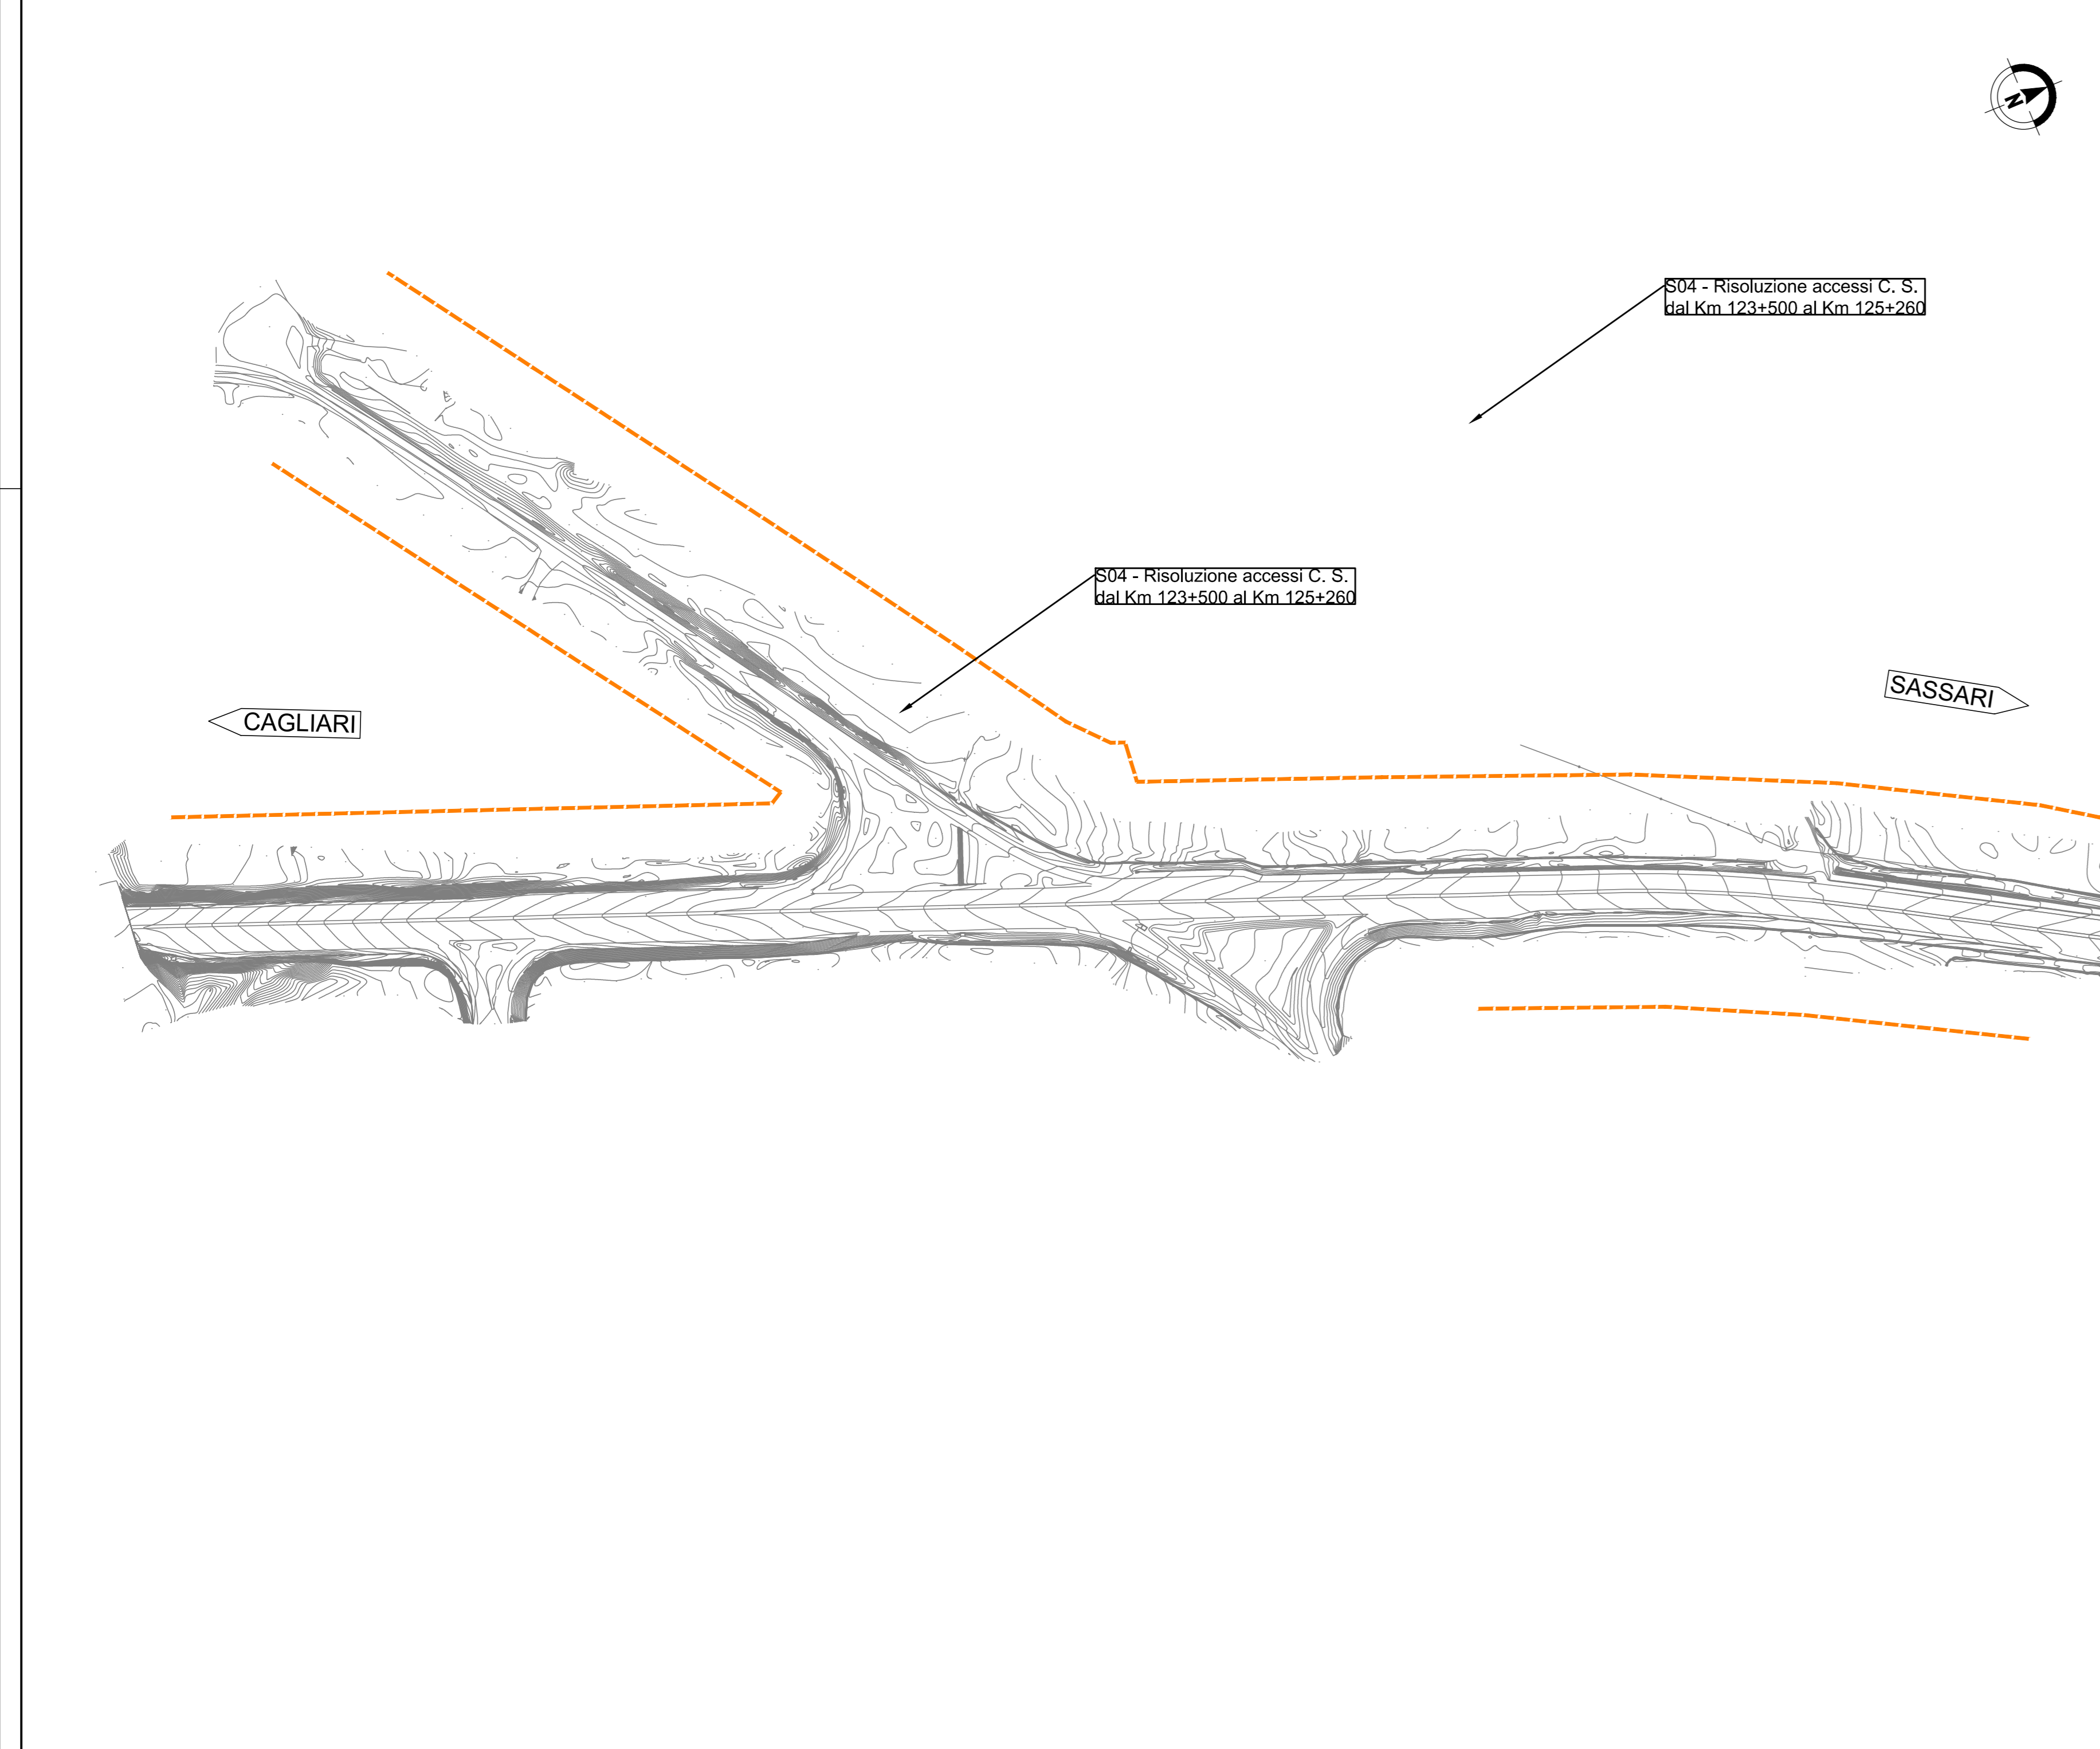 N
S04 - Risoluzione accessi C. S.
dal Km 123+500 al Km 125+260
S04 - Risoluzione accessi C. S.
dal Km 123+500 al Km 125+260
SASSARI
CAGLIARI